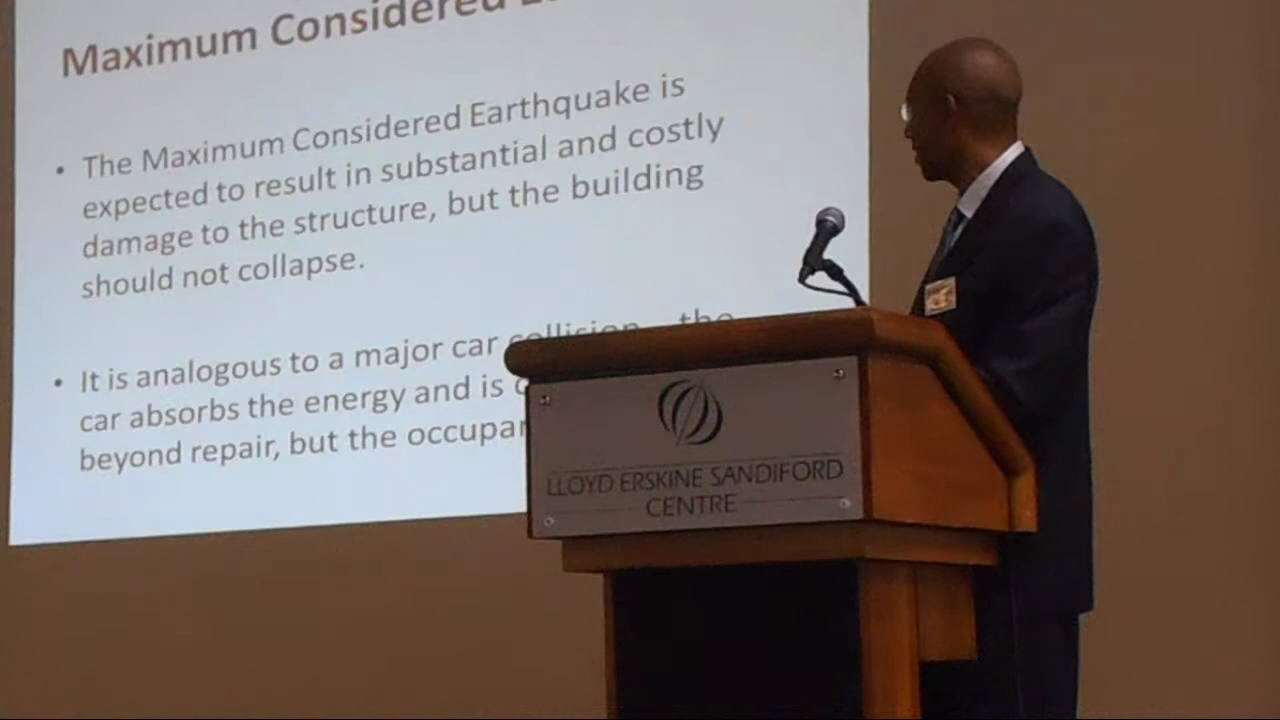 Maximum Considered
• The Maximum Considered Earthquake is
expected to result in substantial and costly
damage to the structure, but the building
should not collapse.
• It is analogous to a major car collision – the
car absorbs the energy and is
beyond repair, but the
LLOYD ERSKINE SANDIFORD
CENTRE